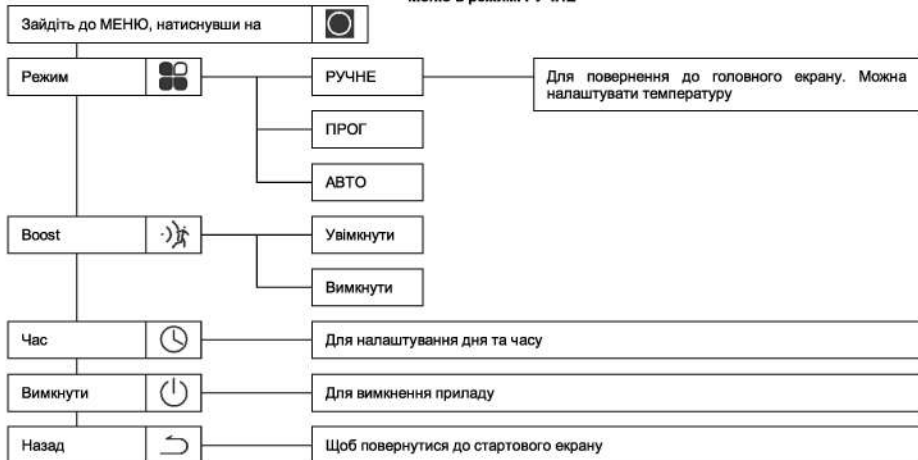 Зайдіть до МЕНЮ, натиснувши на
Режим
РУЧНЕ
Для повернення до головного екрану. Можна
налаштувати температуру
ПРОГ
АВТО
Boost
Увімкнути
Вимкнути
Час
Для налаштування дня та часу
Вимкнути
Для вимкнення приладу
Назад
Щоб повернутися до стартового екрану